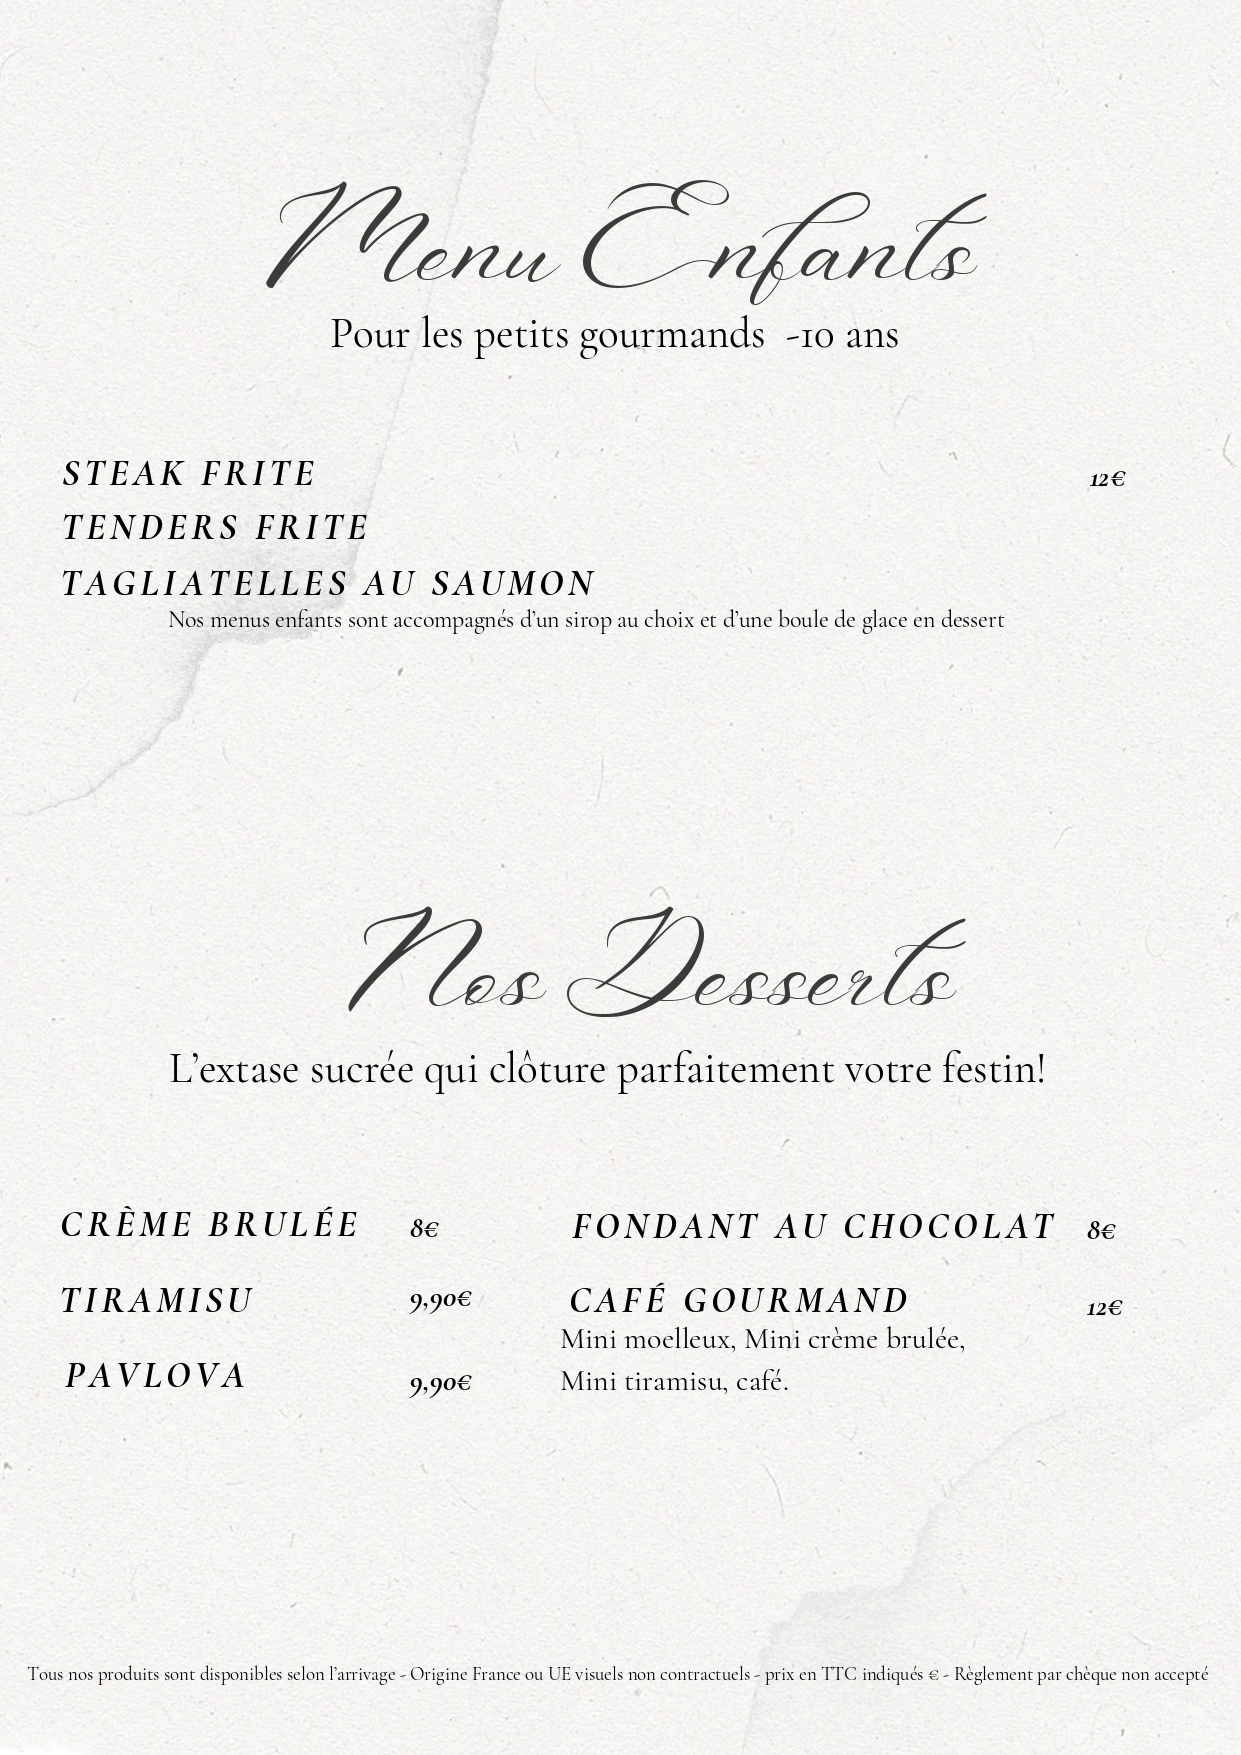 Menu Enfants
Pour les petits gourmands -10 ans
STEAK FRITE 12€
TENDERS FRITE
TAGLIATELLES AU SAUMON
Nos menus enfants sont accompagnés d’un sirop au choix et d’une boule de glace en dessert
Nos Desserts
L’extase sucrée qui clôture parfaitement votre festin!
CRÈME BRULÉE 8€
TIRAMISU 9,90€
PAVLOVA 9,90€
FONDANT AU CHOCOLAT 8€
CAFÉ GOURMAND 12€
Mini moelleux, Mini crème brulée,
Mini tiramisu, café.
Tous nos produits sont disponibles selon l’arrivage - Origine France ou UE visuels non contractuels - prix en TTC indiqués € - Règlement par chèque non accepté